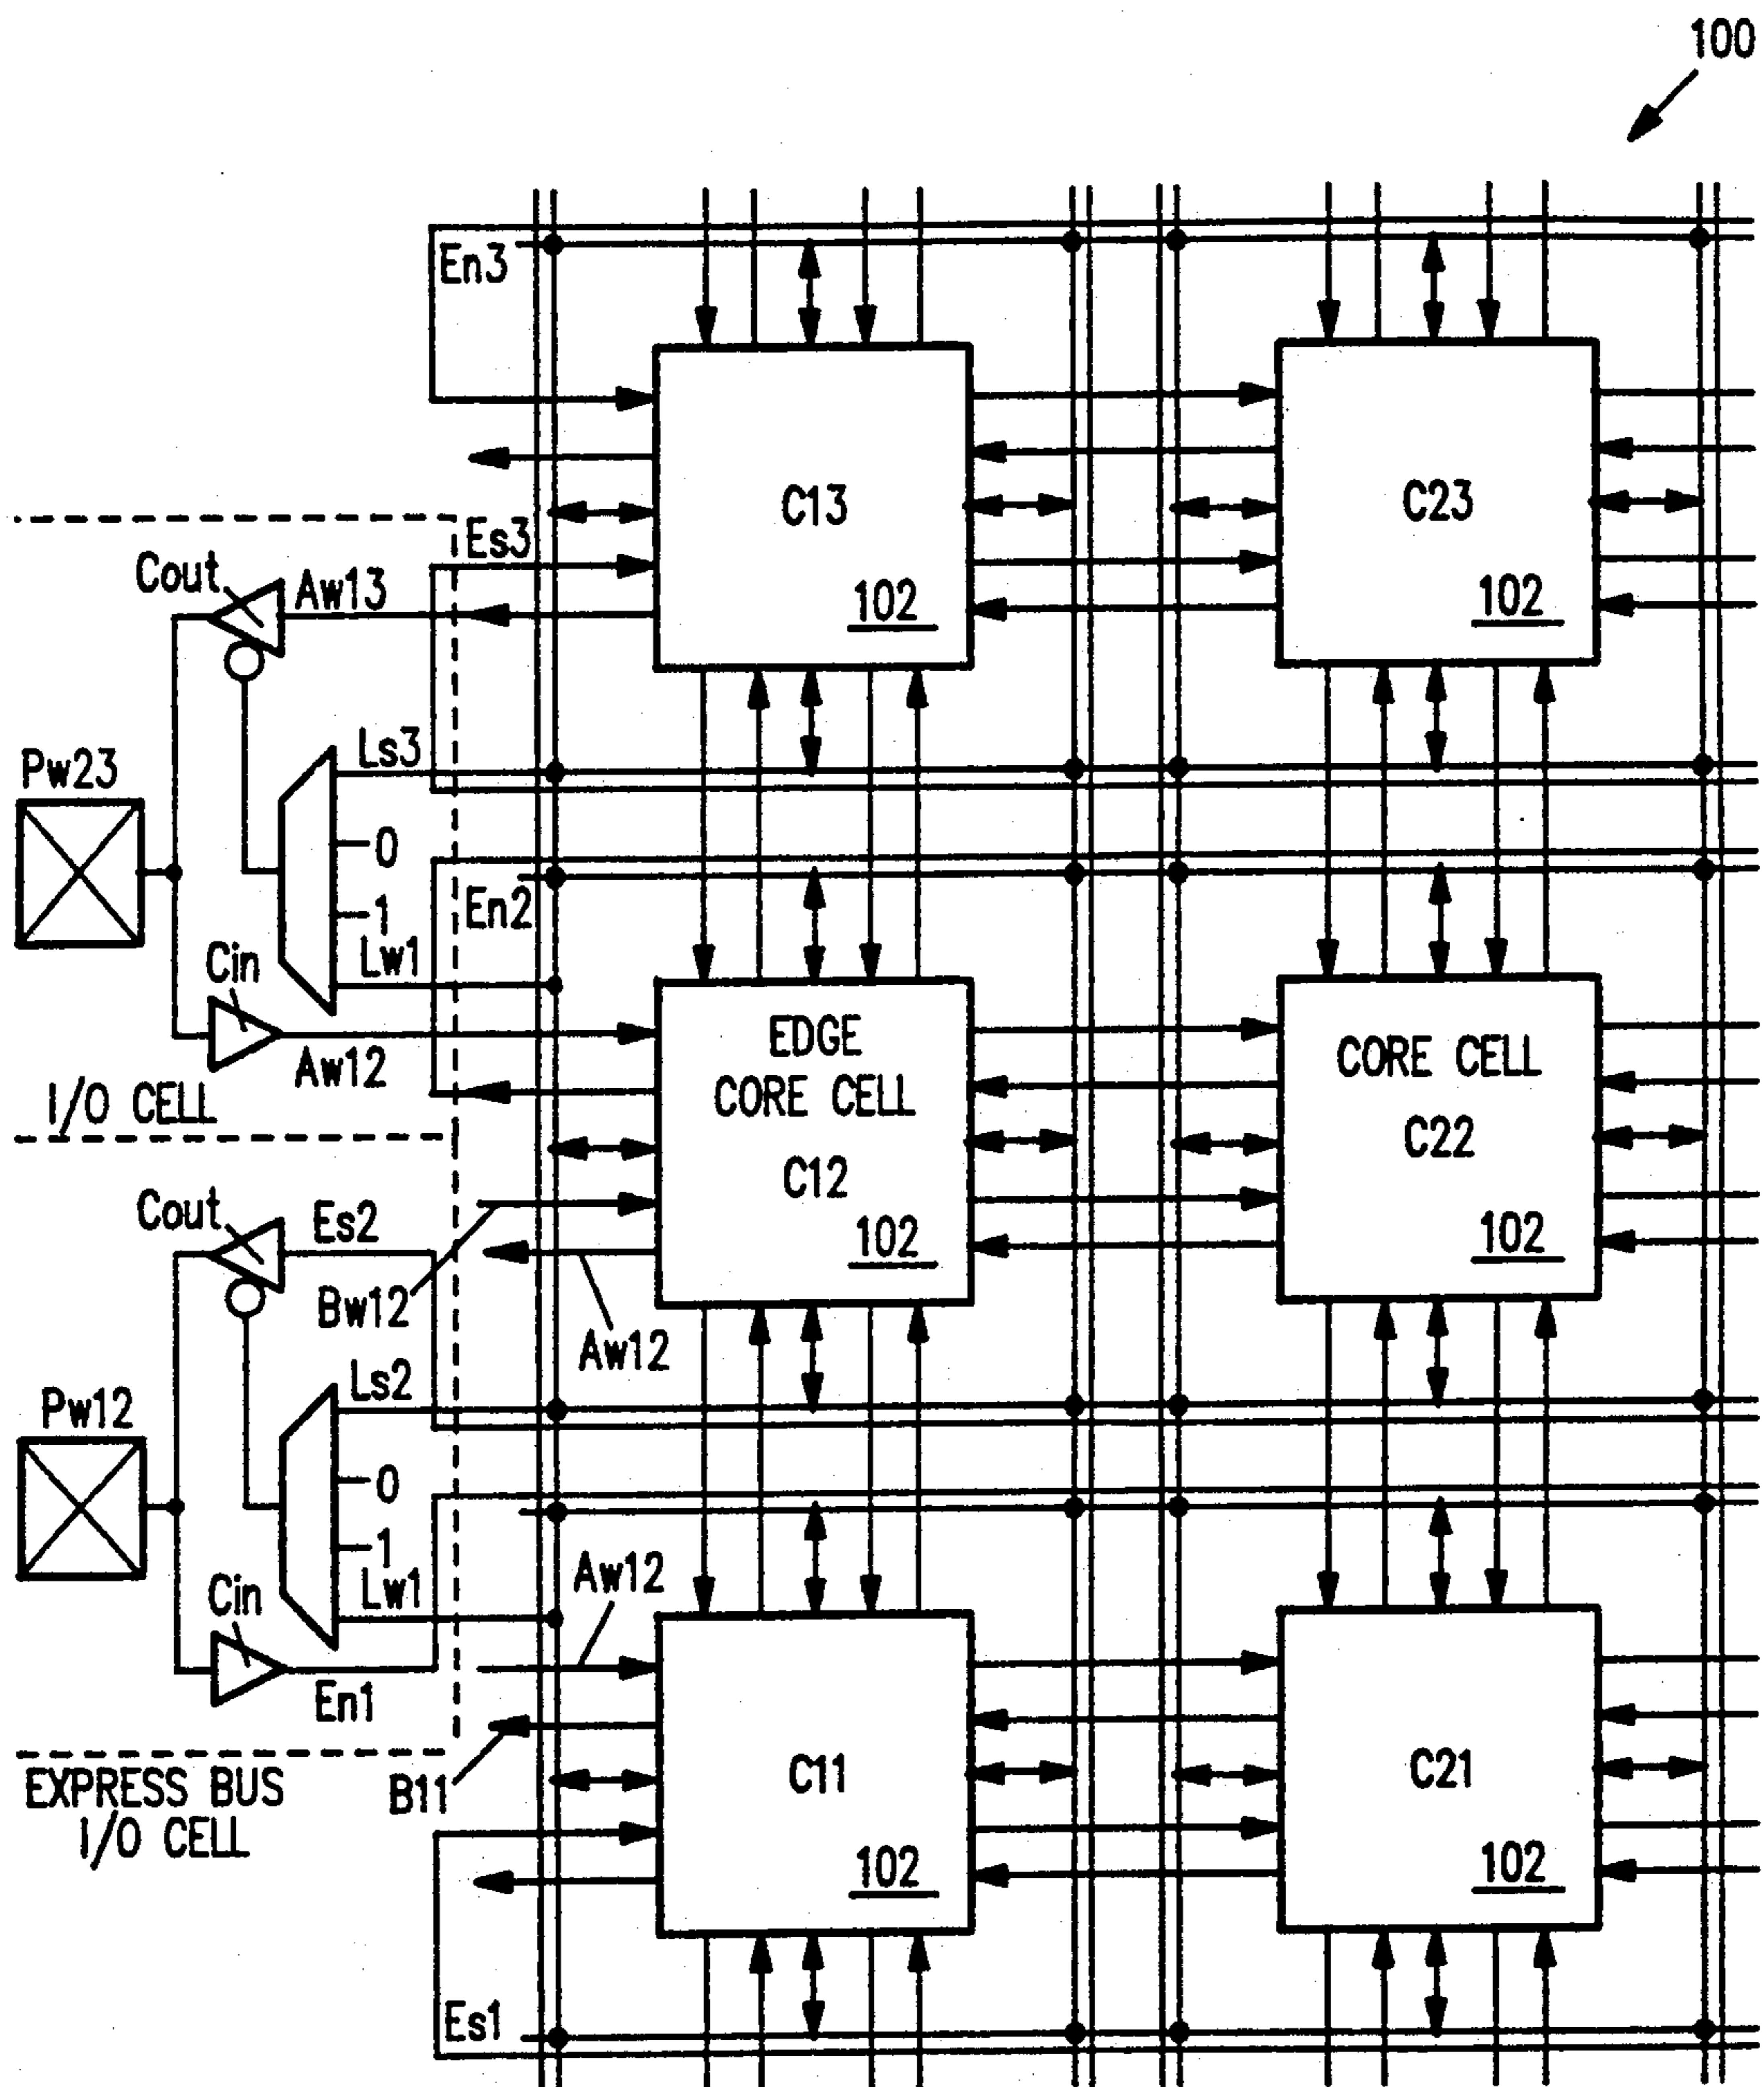 100
En3
C13
C23
Es3
Cout
Aw13
102
102
Pw23
Ls3
0
1
En2
Lw1
Cin
Aw12
I/O CELL
EDGE
CORE CELL
C12
CORE CELL
C22
Cout
Es2
102
102
Bw12
Aw12
Ls2
Pw12
0
1
Aw12
Cin
Lw1
En1
C11
C21
EXPRESS BUS
I/O CELL
B11
102
102
Es1